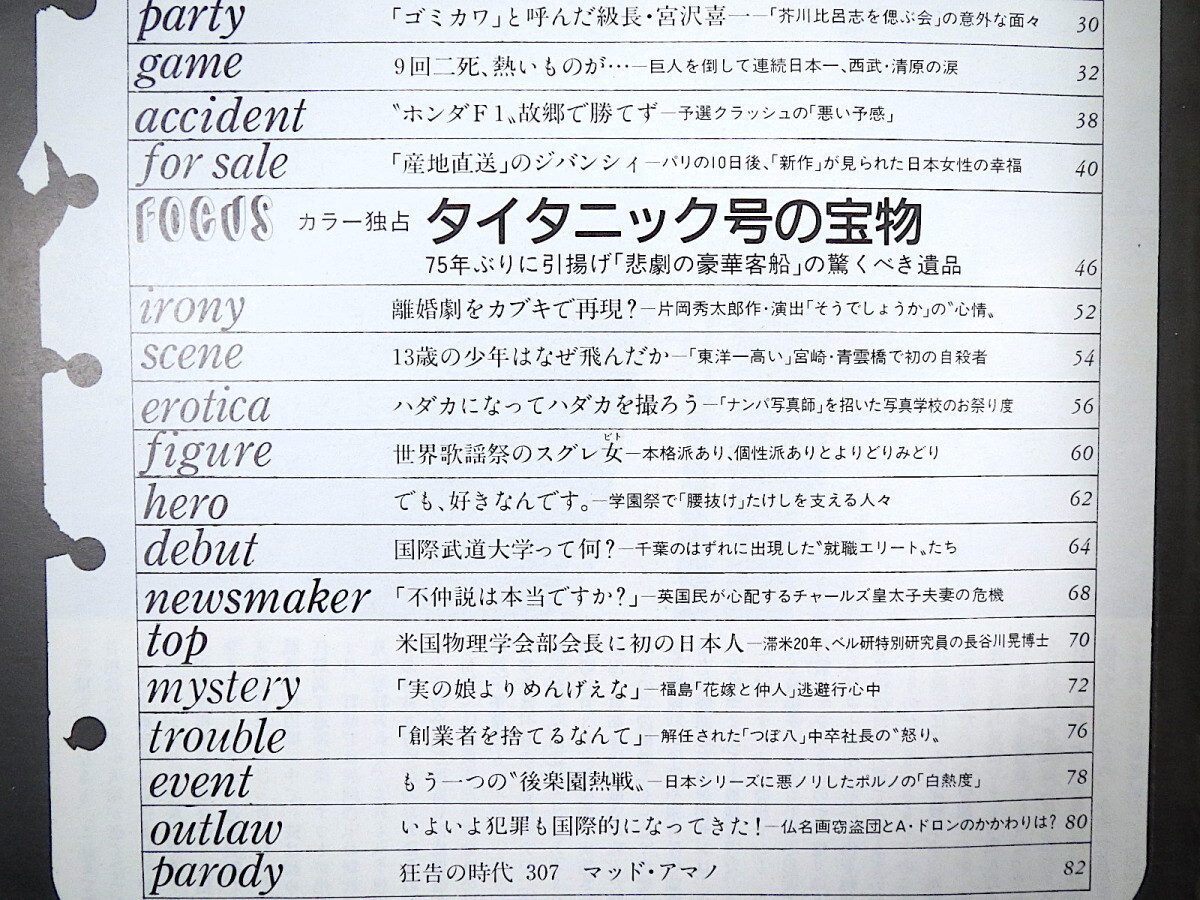 party 「ゴミカワ」と呼んだ級長・宮沢喜一―「芥川比呂志を偲ぶ会」の意外な面々 30
game 9回二死、熱いものが…―巨人を倒して連続日本一、西武・清原の涙 32
accident 〝ホンダF1〟故郷で勝てず―予選クラッシュの「悪い予感」 38
for sale 「産地直送」のジバンシィ―パリの10日後、「新作」が見られた日本女性の幸福 40
FOCUS カラー独占 タイタニック号の宝物
75年ぶりに引揚げ「悲劇の豪華客船」の驚くべき遺品 46
irony 離婚劇をカブキで再現?―片岡秀太郎作・演出「そうでしょうか」の〝心情〟 52
scene 13歳の少年はなぜ飛んだか―「東洋一高い」宮崎・青雲橋で初の自殺者 54
erotica ハダカになってハダカを撮ろう―「ナンパ写真師」を招いた写真学校のお祭り度 56
ビト
figure 世界歌謡祭のスグレ女―本格派あり、個性派ありとよりどりみどり 60
hero でも、好きなんです。―学園祭で「腰抜け」たけしを支える人々 62
debut 国際武道大学って何?―千葉のはずれに出現した〝就職エリート〟たち 64
newsmaker 「不仲説は本当ですか?」―英国民が心配するチャールズ皇太子夫妻の危機 68
top 米国物理学会部会長に初の日本人―滞米20年、ベル研特別研究員の長谷川晃博士 70
mystery 「実の娘よりめんげえな」―福島「花嫁と仲人」逃避行心中 72
trouble 「創業者を捨てるなんて」―解任された「つぼ八」中卒社長の〝怒り〟 76
event もう一つの〝後楽園熱戦〟―日本シリーズに悪ノリしたポルノの「白熱度」 78
outlaw いよいよ犯罪も国際的になってきた!―仏名画窃盗団とA・ドロンのかかわりは? 80
parody 狂告の時代 307 マッド・アマノ 82